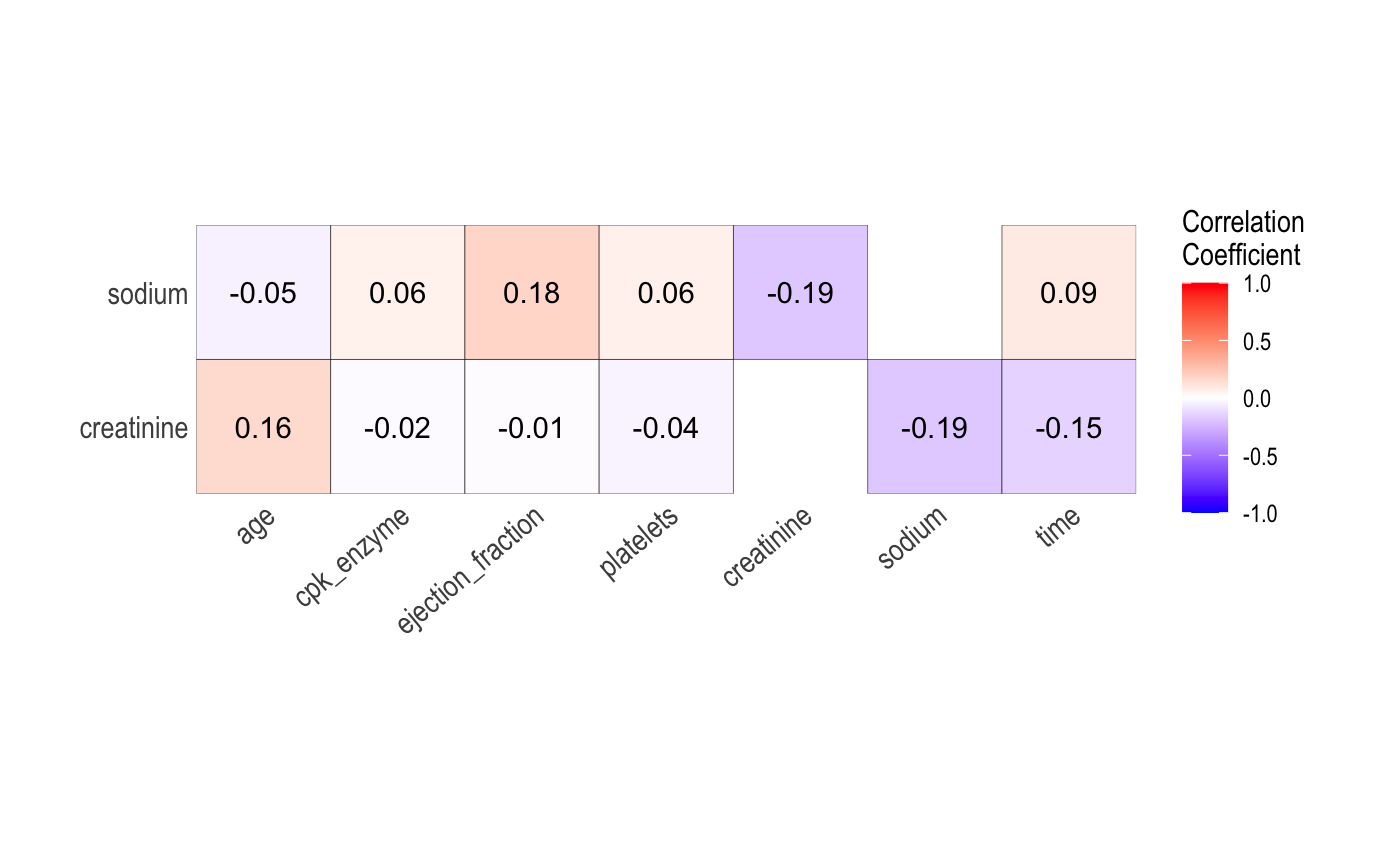 Correlation
Coefficient
1.0
0.5
0.0
-0.5
-1.0
sodium
-0.05 0.06 0.18 0.06 -0.19 0.09
creatinine
0.16 -0.02 -0.01 -0.04 -0.19 -0.15
age
cpk_enzyme
ejection_fraction
platelets
creatinine
sodium
time